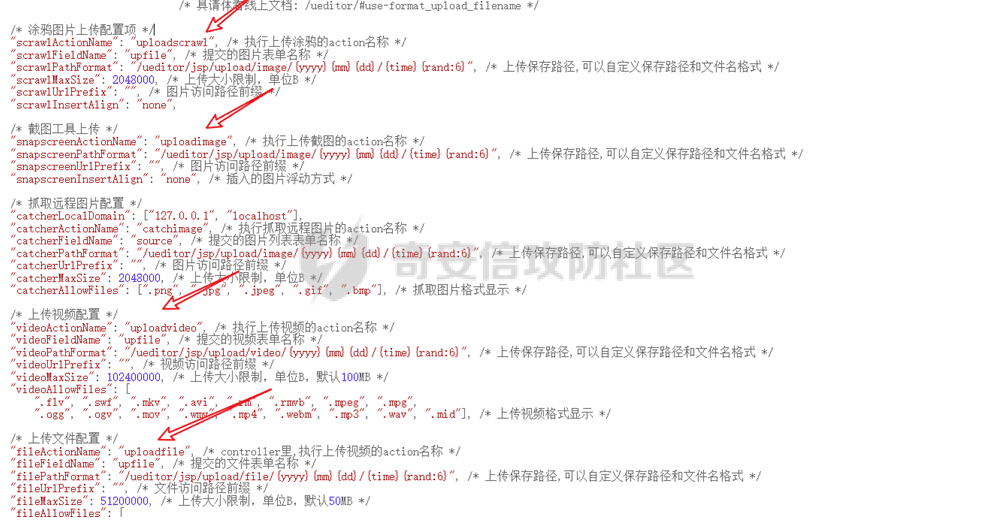 /* 具请体看线上文档: /ueditor/#use-format_upload_filename */
/* 涂鸦图片上传配置项 */
"scrawlActionName": "uploadscrawl", /* 执行上传涂鸦的action名称 */
"scrawlFieldName": "upfile", /* 提交的图片表单名称 */
"scrawlPathFormat": "/ueditor/jsp/upload/image/{yyyy}{mm}{dd}/{time}{rand:6}", /* 上传保存路径,可以自定义保存路径和文件名格式 */
"scrawlMaxSize": 2048000, /* 上传大小限制，单位B */
"scrawlUrlPrefix": "", /* 图片访问路径前缀 */
"scrawlInsertAlign": "none",
/* 截图工具上传 */
"snapscreenActionName": "uploadimage", /* 执行上传截图的action名称 */
"snapscreenPathFormat": "/ueditor/jsp/upload/image/{yyyy}{mm}{dd}/{time}{rand:6}", /* 上传保存路径,可以自定义保存路径和文件名格式 */
"snapscreenUrlPrefix": "", /* 图片访问路径前缀 */
"snapscreenInsertAlign": "none", /* 插入的图片浮动方式 */
/* 抓取远程图片配置 */
"catcherLocalDomain": ["127.0.0.1", "localhost"],
"catcherActionName": "catchimage", /* 执行抓取远程图片的action名称 */
"catcherFieldName": "source", /* 提交的图片列表表单名称 */
"catcherPathFormat": "/ueditor/jsp/upload/image/{yyyy}{mm}{dd}/{time}{rand:6}", /* 上传保存路径,可以自定义保存路径和文件名格式 */
"catcherUrlPrefix": "", /* 图片访问路径前缀 */
"catcherMaxSize": 2048000, /* 上传大小限制，单位B */
"catcherAllowFiles": [".png", ".jpg", ".jpeg", ".gif", ".bmp"], /* 抓取图片格式显示 */
奇安信攻防社区
/* 上传视频配置 */
"videoActionName": "uploadvideo", /* 执行上传视频的action名称 */
"videoFieldName": "upfile", /* 提交的视频表单名称 */
"videoPathFormat": "/ueditor/jsp/upload/video/{yyyy}{mm}{dd}/{time}{rand:6}", /* 上传保存路径,可以自定义保存路径和文件名格式 */
"videoUrlPrefix": "", /* 视频访问路径前缀 */
"videoMaxSize": 102400000, /* 上传大小限制，单位B，默认100MB */
"videoAllowFiles": [
".flv", ".swf", ".mkv", ".avi", ".rm", ".rmvb", ".mpeg", ".mpg",
".ogg", ".ogv", ".mov", ".wmv", ".mp4", ".webm", ".mp3", ".wav", ".mid"], /* 上传视频格式显示 */
/* 上传文件配置 */
"fileActionName": "uploadfile", /* controller里,执行上传视频的action名称 */
"fileFieldName": "upfile", /* 提交的文件表单名称 */
"filePathFormat": "/ueditor/jsp/upload/file/{yyyy}{mm}{dd}/{time}{rand:6}", /* 上传保存路径,可以自定义保存路径和文件名格式 */
"fileUrlPrefix": "", /* 文件访问路径前缀 */
"fileMaxSize": 51200000, /* 上传大小限制，单位B，默认50MB */
"fileAllowFiles": [